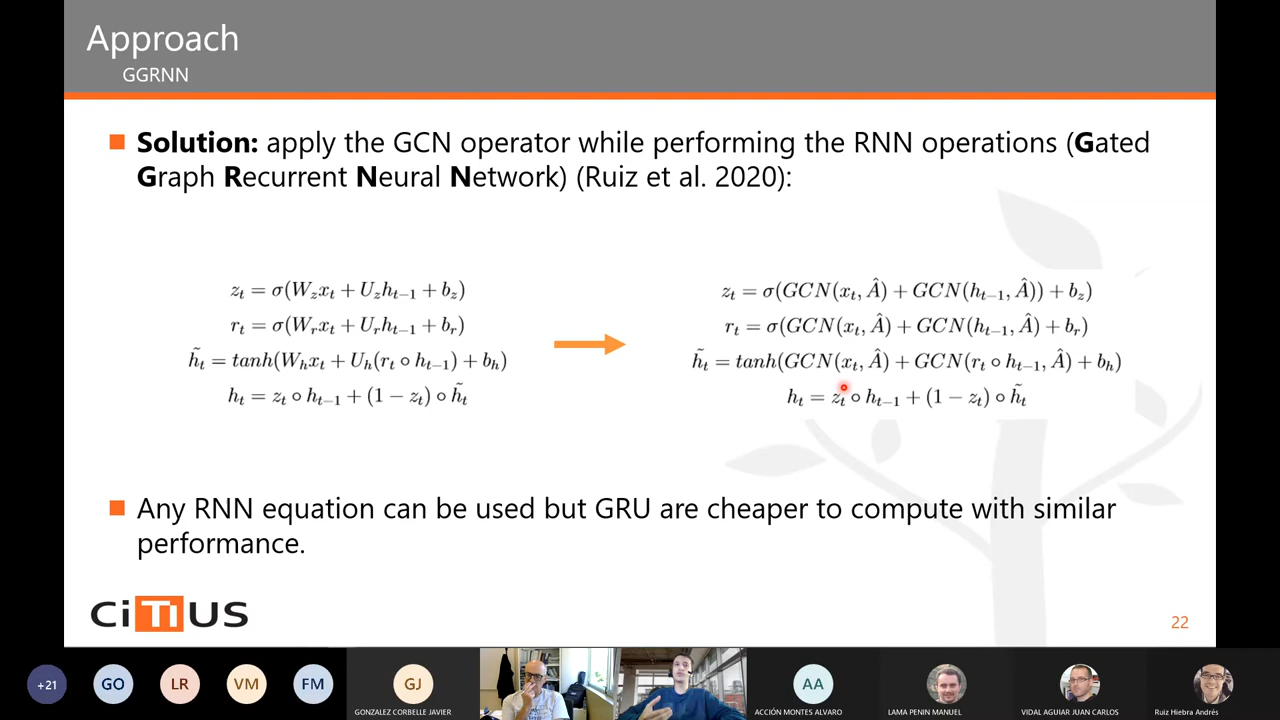 Approach
GGRNN
Solution: apply the GCN operator while performing the RNN operations (Gated
Graph Recurrent Neural Network) (Ruiz et al. 2020):
z_t = σ(W_z x_t + U_z h_{t−1} + b_z)
r_t = σ(W_r x_t + U_r h_{t−1} + b_r)
h̃_t = tanh(W_h x_t + U_h(r_t ∘ h_{t−1}) + b_h)
h_t = z_t ∘ h_{t−1} + (1 − z_t) ∘ h̃_t
z_t = σ(GCN(x_t, Â) + GCN(h_{t−1}, Â)) + b_z)
r_t = σ(GCN(x_t, Â) + GCN(h_{t−1}, Â) + b_r)
h̃_t = tanh(GCN(x_t, Â) + GCN(r_t ∘ h_{t−1}, Â) + b_h)
h_t = z_t ∘ h_{t−1} + (1 − z_t) ∘ h̃_t
Any RNN equation can be used but GRU are cheaper to compute with similar
performance.
CiTIUS
22
+21
GO
LR
VM
FM
GJ
AA
GONZALEZ CORBELLE JAVIER
ACCIÓN MONTES ALVARO
LAMA PENIN MANUEL
VIDAL AGUIAR JUAN CARLOS
Ruiz Hiebra Andrés